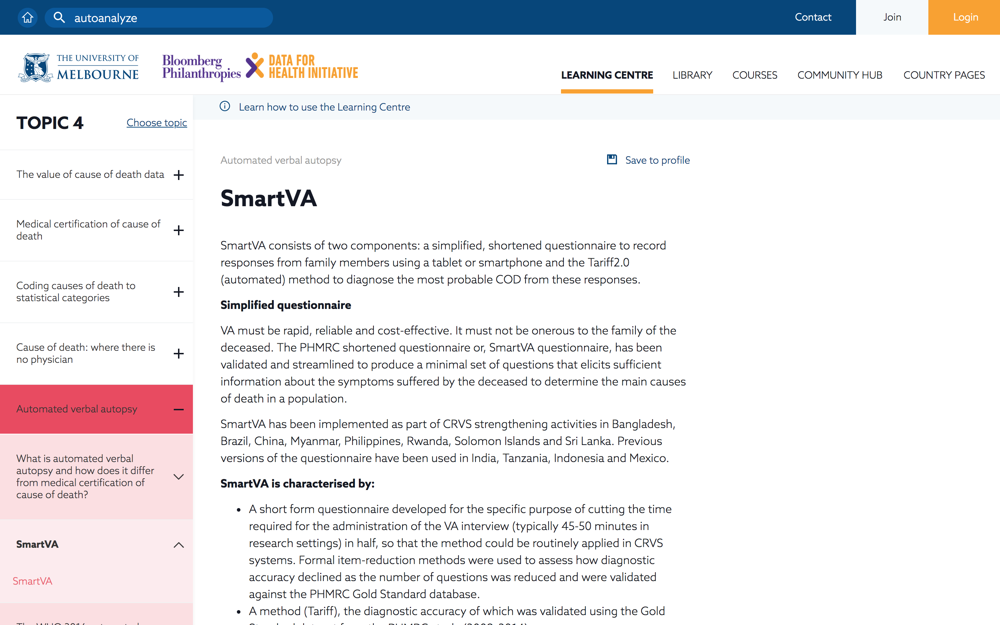 autoanalyze
Contact
Join
Login
THE UNIVERSITY OF
MELBOURNE
Bloomberg
Philanthropies
DATA FOR
HEALTH INITIATIVE
LEARNING CENTRE
LIBRARY
COURSES
COMMUNITY HUB
COUNTRY PAGES
TOPIC 4
Choose topic
The value of cause of death data
Medical certification of cause of
death
Coding causes of death to
statistical categories
Cause of death: where there is
no physician
Automated verbal autopsy
What is automated verbal
autopsy and how does it differ
from medical certification of
cause of death?
SmartVA
SmartVA
Learn how to use the Learning Centre
Automated verbal autopsy
Save to profile
SmartVA
SmartVA consists of two components: a simplified, shortened questionnaire to record
responses from family members using a tablet or smartphone and the Tariff2.0
(automated) method to diagnose the most probable COD from these responses.
Simplified questionnaire
VA must be rapid, reliable and cost-effective. It must not be onerous to the family of the
deceased. The PHMRC shortened questionnaire or, SmartVA questionnaire, has been
validated and streamlined to produce a minimal set of questions that elicits sufficient
information about the symptoms suffered by the deceased to determine the main causes
of death in a population.
SmartVA has been implemented as part of CRVS strengthening activities in Bangladesh,
Brazil, China, Myanmar, Philippines, Rwanda, Solomon Islands and Sri Lanka. Previous
versions of the questionnaire have been used in India, Tanzania, Indonesia and Mexico.
SmartVA is characterised by:
• A short form questionnaire developed for the specific purpose of cutting the time
required for the administration of the VA interview (typically 45-50 minutes in
research settings) in half, so that the method could be routinely applied in CRVS
systems. Formal item-reduction methods were used to assess how diagnostic
accuracy declined as the number of questions was reduced and were validated
against the PHMRC Gold Standard database.
• A method (Tariff), the diagnostic accuracy of which was validated using the Gold